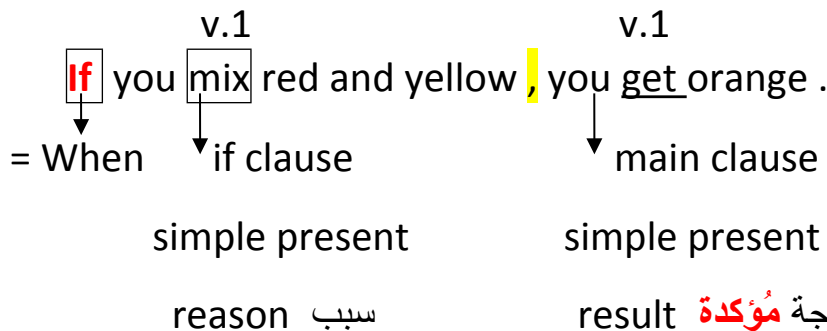 v.1 v.1
If you mix red and yellow , you get orange .
= When if clause main clause
simple present simple present
reason سبب result مُؤكدة